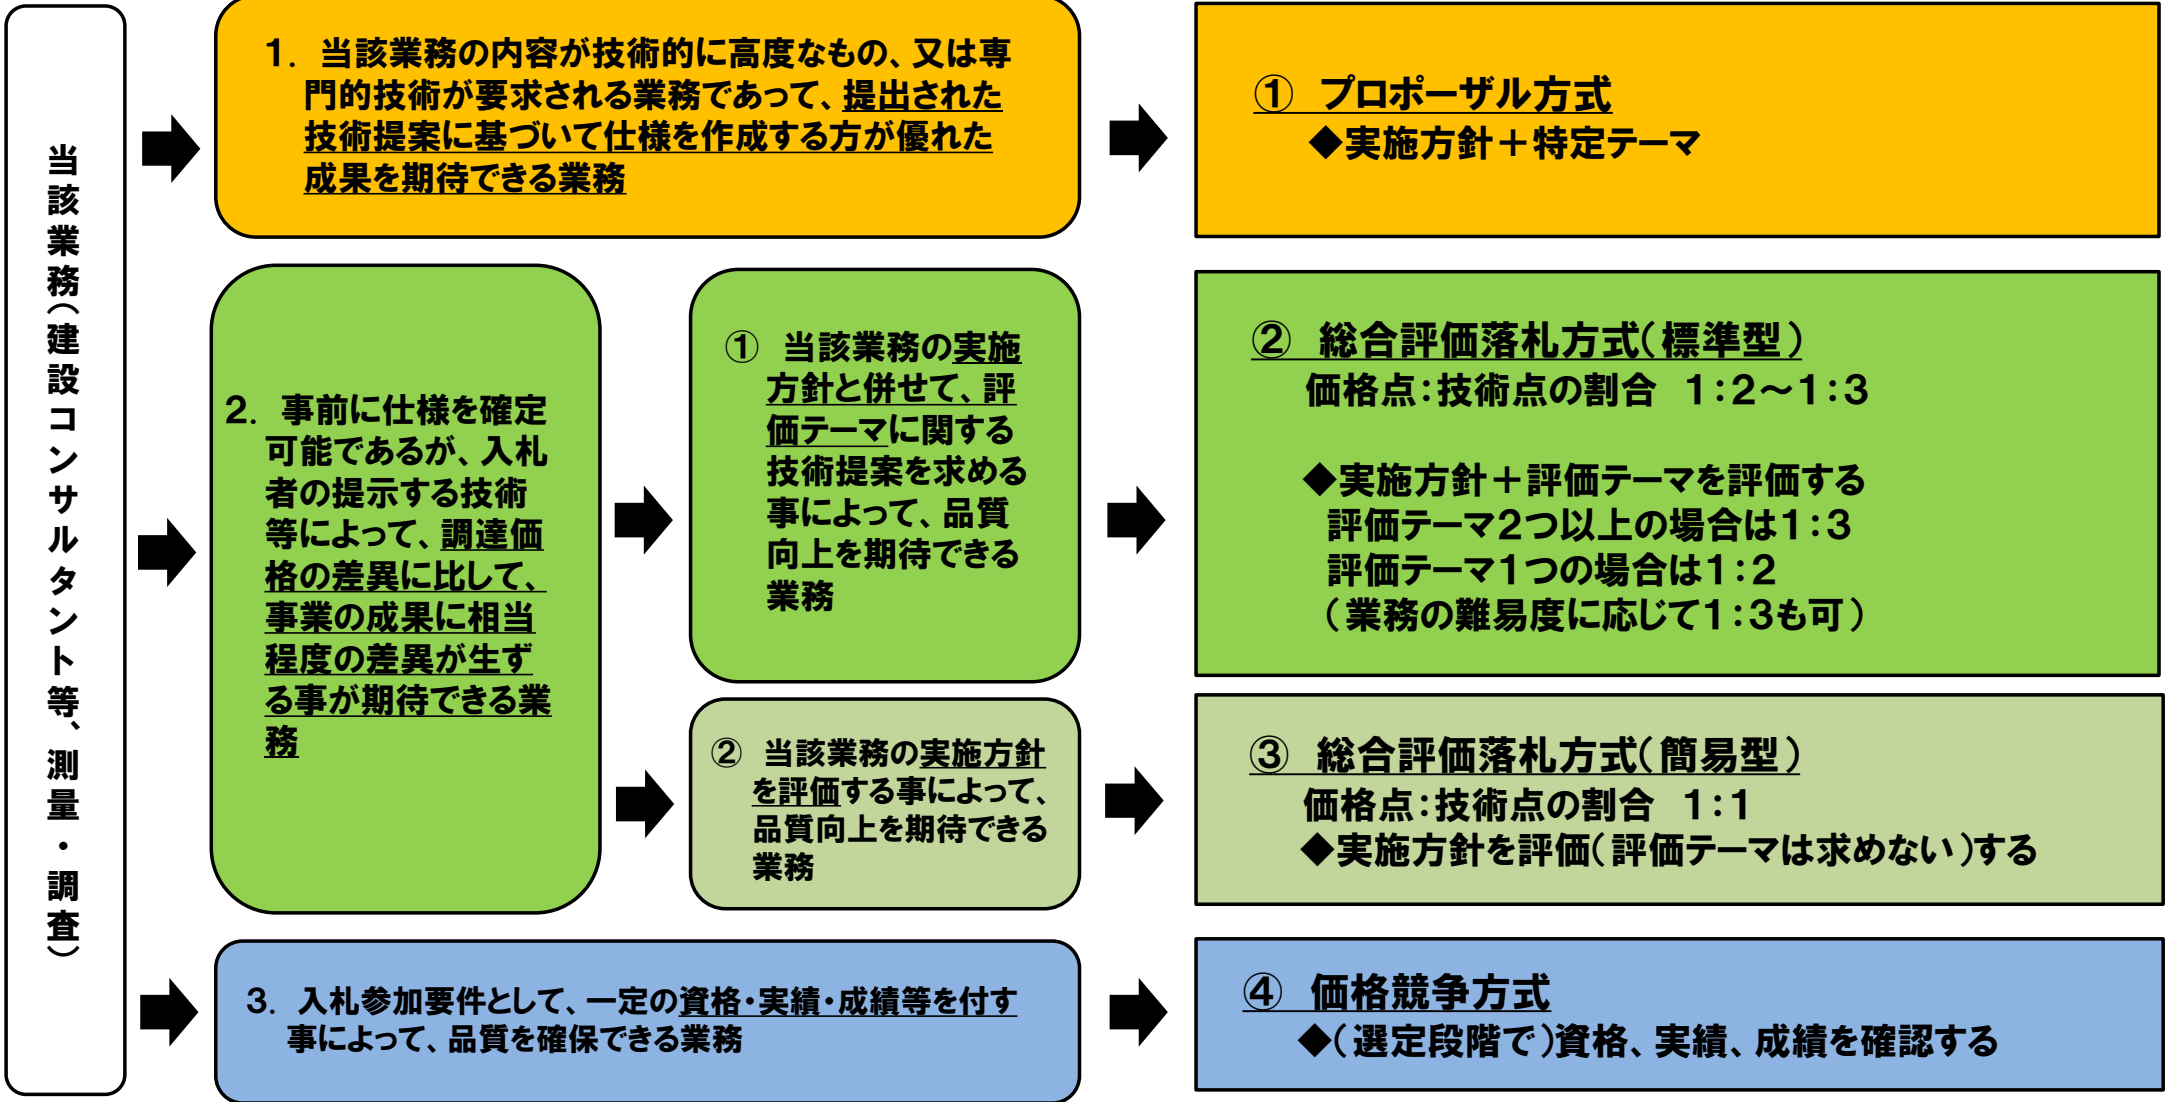 当該業務（建設コンサルタント等、測量・調査）
１．当該業務の内容が技術的に高度なもの、又は専
門的技術が要求される業務であって、提出された
技術提案に基づいて仕様を作成する方が優れた
成果を期待できる業務
① プロポーザル方式
◆実施方針＋特定テーマ
２．事前に仕様を確定
可能であるが、入札
者の提示する技術
等によって、調達価
格の差異に比して、
事業の成果に相当
程度の差異が生ず
る事が期待できる業
務
① 当該業務の実施
方針と併せて、評
価テーマに関する
技術提案を求める
事によって、品質
向上を期待できる
業務
② 総合評価落札方式（標準型）
価格点：技術点の割合 １：２～１：３
◆実施方針＋評価テーマを評価する
評価テーマ２つ以上の場合は１：３
評価テーマ１つの場合は１：２
（業務の難易度に応じて１：３も可）
② 当該業務の実施方針
を評価する事によって、
品質向上を期待できる
業務
③ 総合評価落札方式（簡易型）
価格点：技術点の割合 １：１
◆実施方針を評価（評価テーマは求めない）する
３．入札参加要件として、一定の資格・実績・成績等を付す
事によって、品質を確保できる業務
④ 価格競争方式
◆（選定段階で）資格、実績、成績を確認する